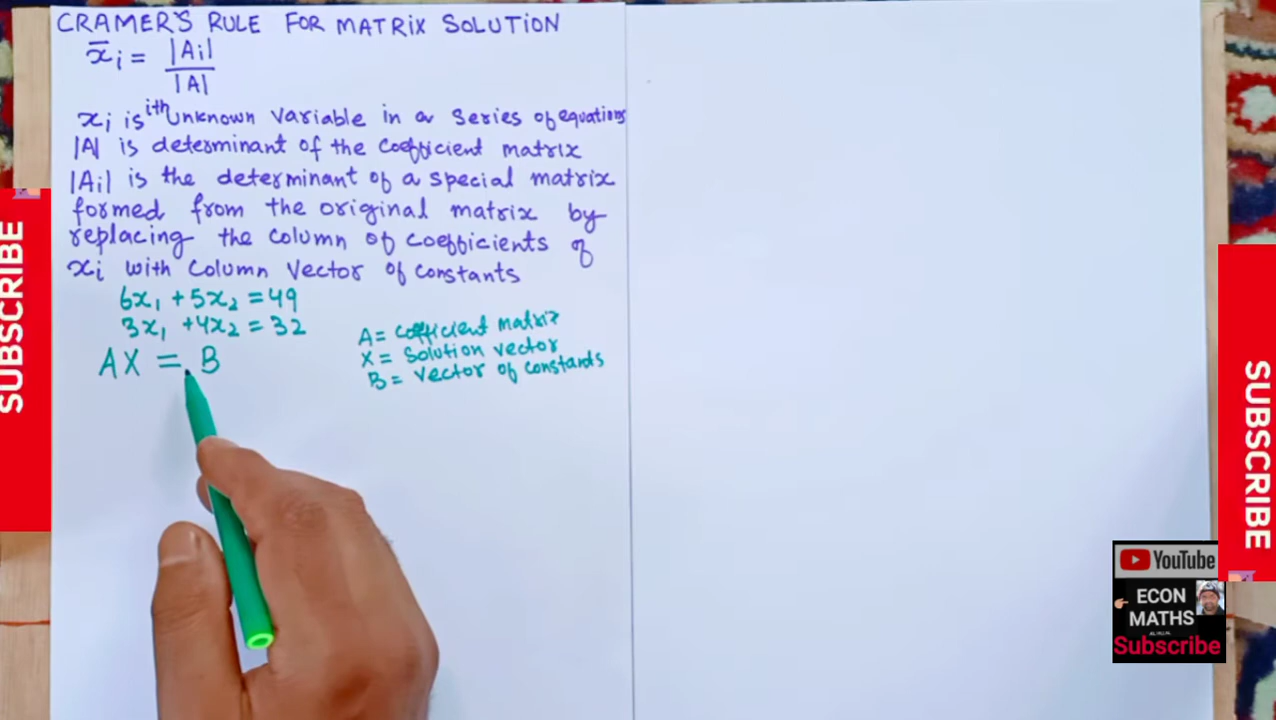 CRAMER'S RULE FOR MATRIX SOLUTION
x̄i = |Ai| / |A|
xi is ith Unknown Variable in a Series of equations
|A| is determinant of the Coefficient matrix
|Ai| is the determinant of a special matrix
formed from the original matrix by
replacing the column of coefficients of
xi with Column Vector of Constants
6x₁ + 5x₂ = 49
3x₁ + 4x₂ = 32
AX = B
A = Cofficient matrix
X = Solution vector
B = Vector of constants
SUBSCRIBE
SUBSCRIBE
YouTube
ECON
MATHS
Subscribe